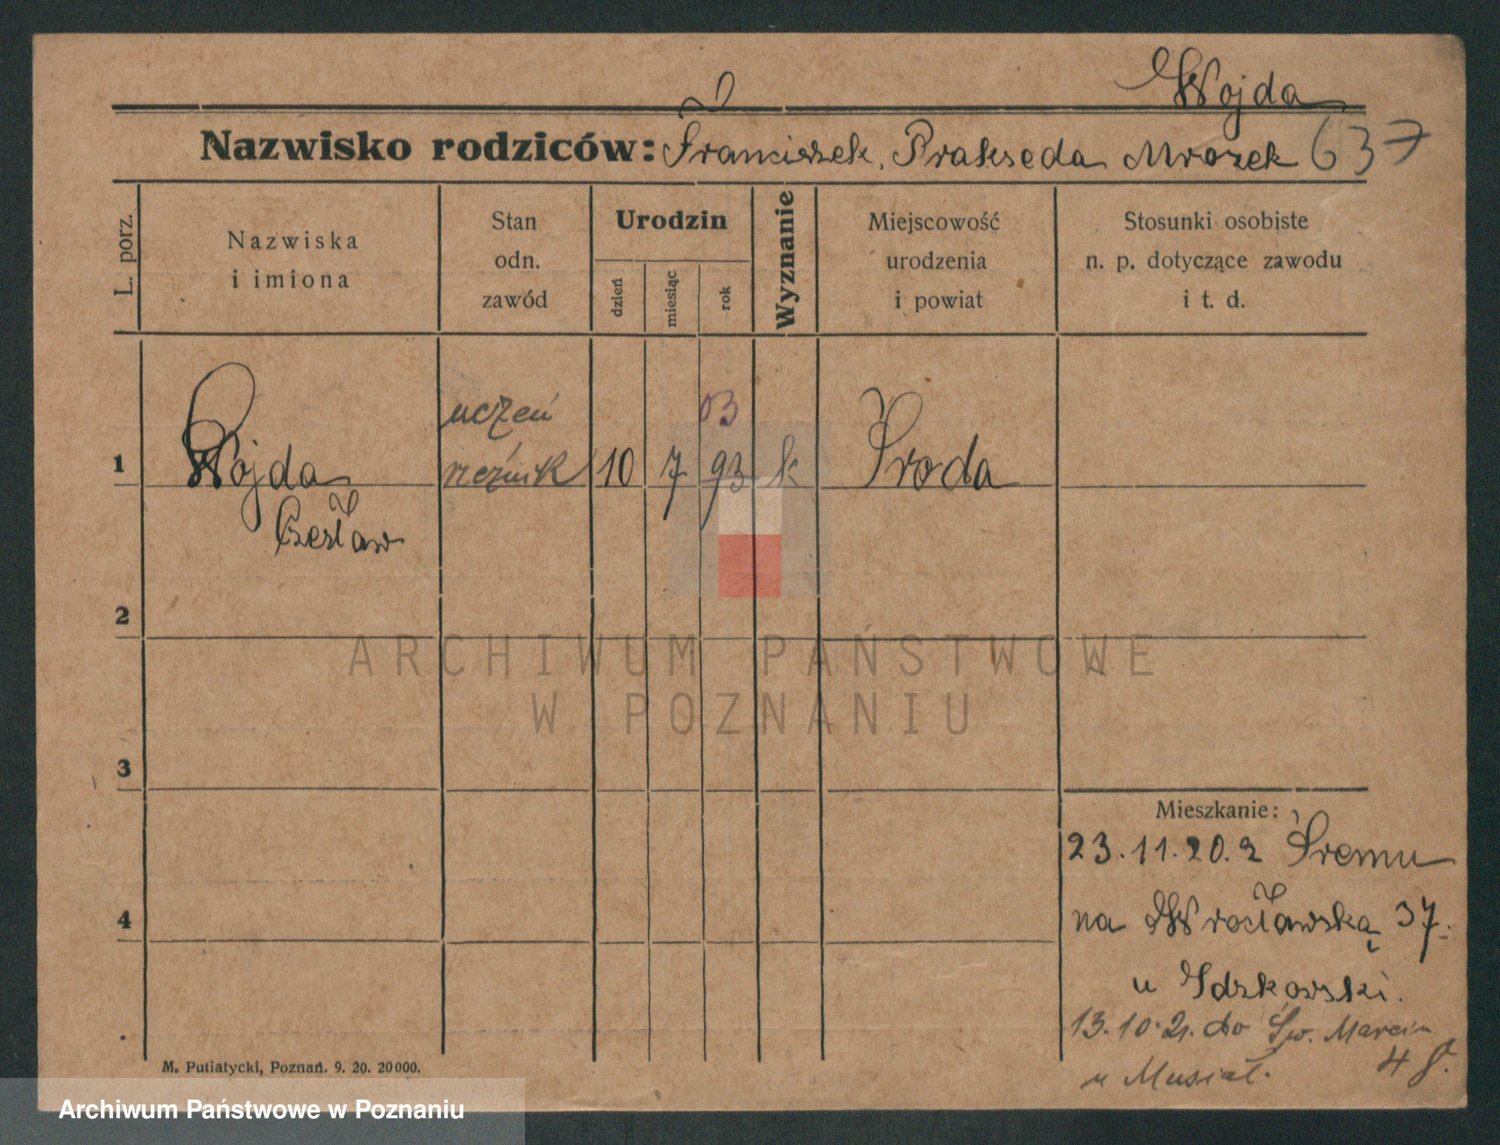 Wojda
Nazwisko rodziców: Franciszek, Prakseda Mrozek 637
L. porz.
Nazwiska
i imiona
Stan
odn.
zawód
Urodzin
dzień
miesiąc
rok
Wyznanie
Miejscowość
urodzenia
i powiat
Stosunki osobiste
n. p. dotyczące zawodu
i t. d.
uczeń
03
1 Wojda rzeźnik 10 7 93 k Środa
Czesław
2
ARCHIWUM PAŃSTWOWE
W POZNANIU
3
Mieszkanie:
23.11.20. z Śremu
na Wrocławską 37.
4
u Idzkowski.
13.10.21. do Św. Marcin
u Musiał.
M. Putiatycki, Poznań. 9. 20. 20000.
Archiwum Państwowe w Poznaniu